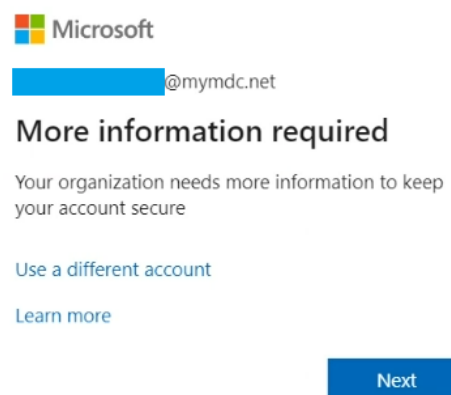 Microsoft
@mymdc.net
More information required
Your organization needs more information to keep
your account secure
Use a different account
Learn more
Next